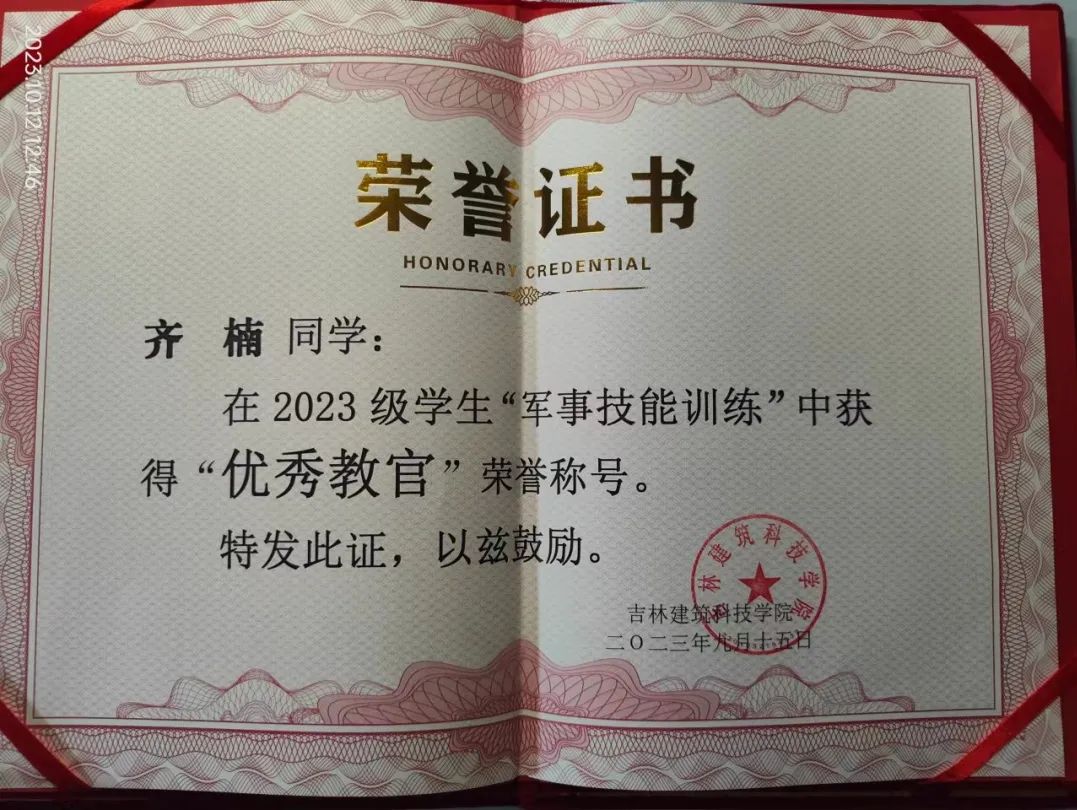 2023/10/12 12:46
荣誉证书
HONORARY CREDENTIAL
齐 楠 同学：
在 2023 级学生“军事技能训练”中获
得“优秀教官”荣誉称号。
特发此证，以兹鼓励。
吉林建筑科技学院
吉林建筑科技学院
二〇二三年九月十五日